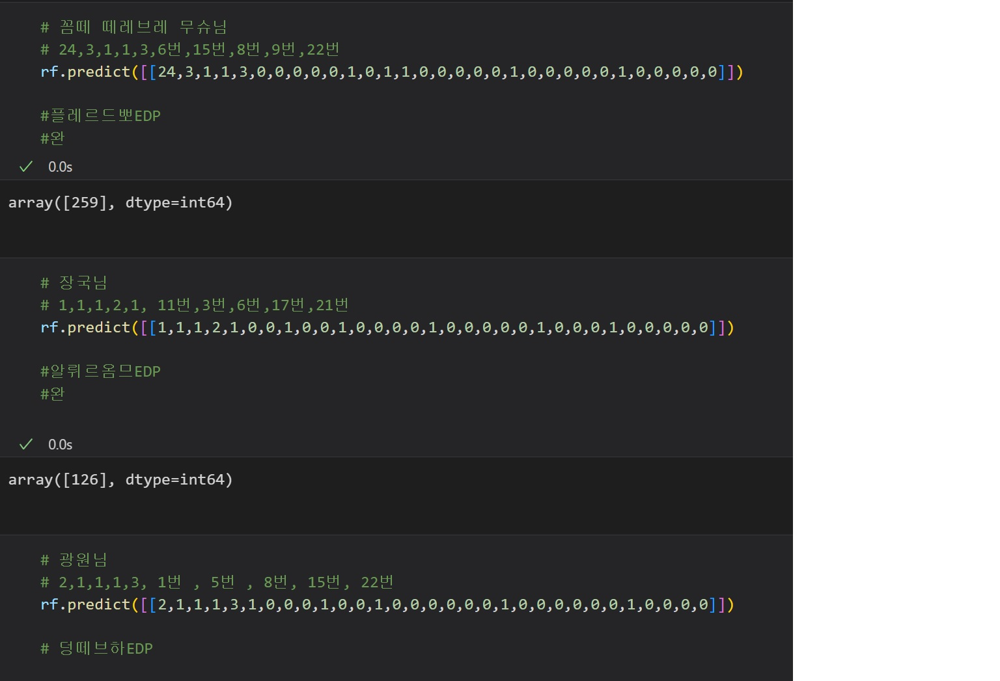 # 꼼떼 떼레브레 무슈님
# 24,3,1,1,3,6번,15번,8번,9번,22번
rf.predict([[24,3,1,1,3,0,0,0,0,0,1,0,1,1,0,0,0,0,0,1,0,0,0,0,0,1,0,0,0,0,0]])
#플레르드뽀EDP
#완
0.0s
array([259], dtype=int64)
# 장국님
# 1,1,1,2,1, 11번,3번,6번,17번,21번
rf.predict([[1,1,1,2,1,0,0,1,0,0,1,0,0,0,0,1,0,0,0,0,0,1,0,0,0,1,0,0,0,0,0]])
#알뤼르옴므EDP
#완
0.0s
array([126], dtype=int64)
# 광원님
# 2,1,1,1,3, 1번 , 5번 , 8번, 15번, 22번
rf.predict([[2,1,1,1,3,1,0,0,0,1,0,0,1,0,0,0,0,0,0,1,0,0,0,0,0,0,1,0,0,0,0]])
# 덩떼브하EDP